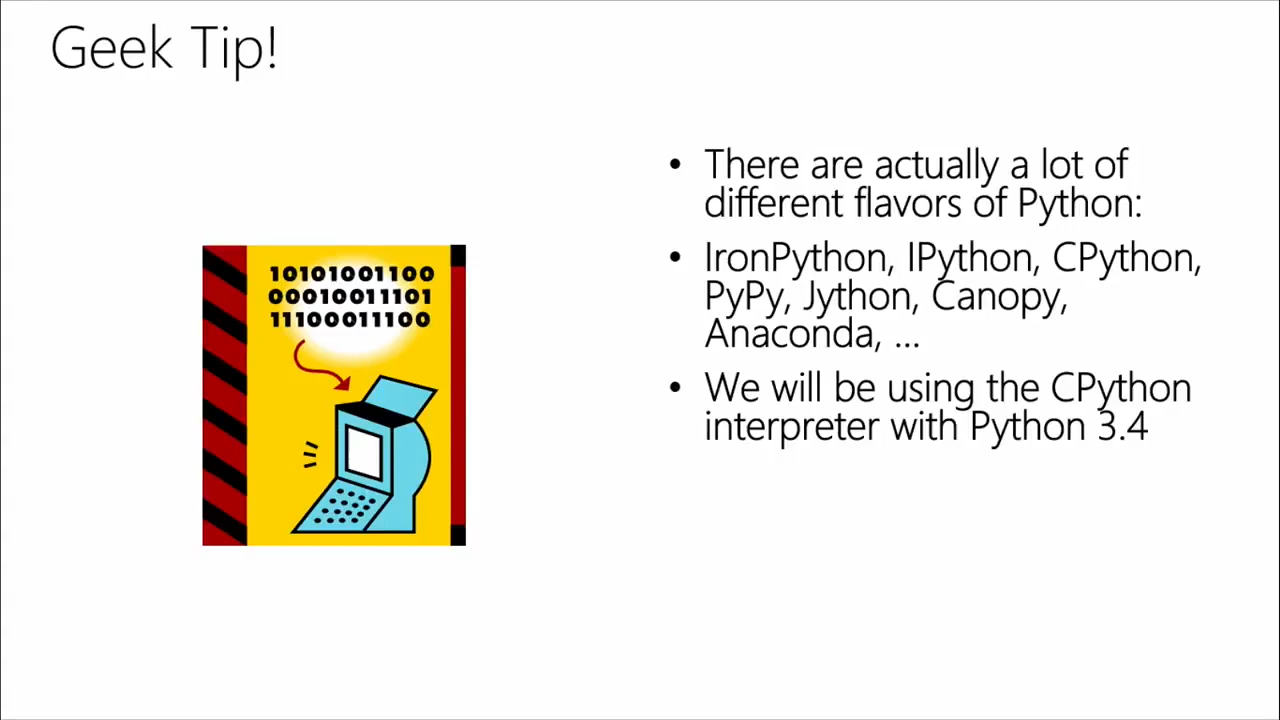 Geek Tip!
10101001100
00010011101
11100011100
• There are actually a lot of
different flavors of Python:
• IronPython, IPython, CPython,
PyPy, Jython, Canopy,
Anaconda, ...
• We will be using the CPython
interpreter with Python 3.4